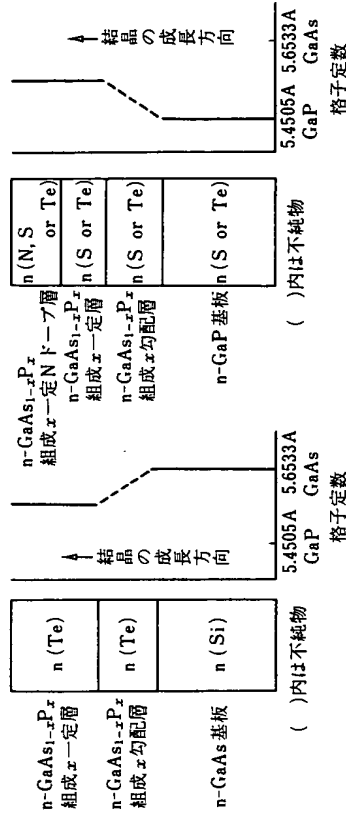 n-GaAs1-xPx
組成x一定層
n-GaAs1-xPx
組成x勾配層
n-GaAs基板
n(Te)
n(Te)
n(Si)
( )内は不純物
結晶の成長方向
5.4505A
GaP
5.6533A
GaAs
格子定数
n-GaAs1-xPx
組成x一定Nドープ層
n-GaAs1-xPx
組成x一定層
n-GaAs1-xPx
組成x勾配層
n-GaP基板
n(N,S
or Te)
n(S or Te)
n(S or Te)
n(S or Te)
( )内は不純物
結晶の成長方向
5.4505A
GaP
5.6533A
GaAs
格子定数